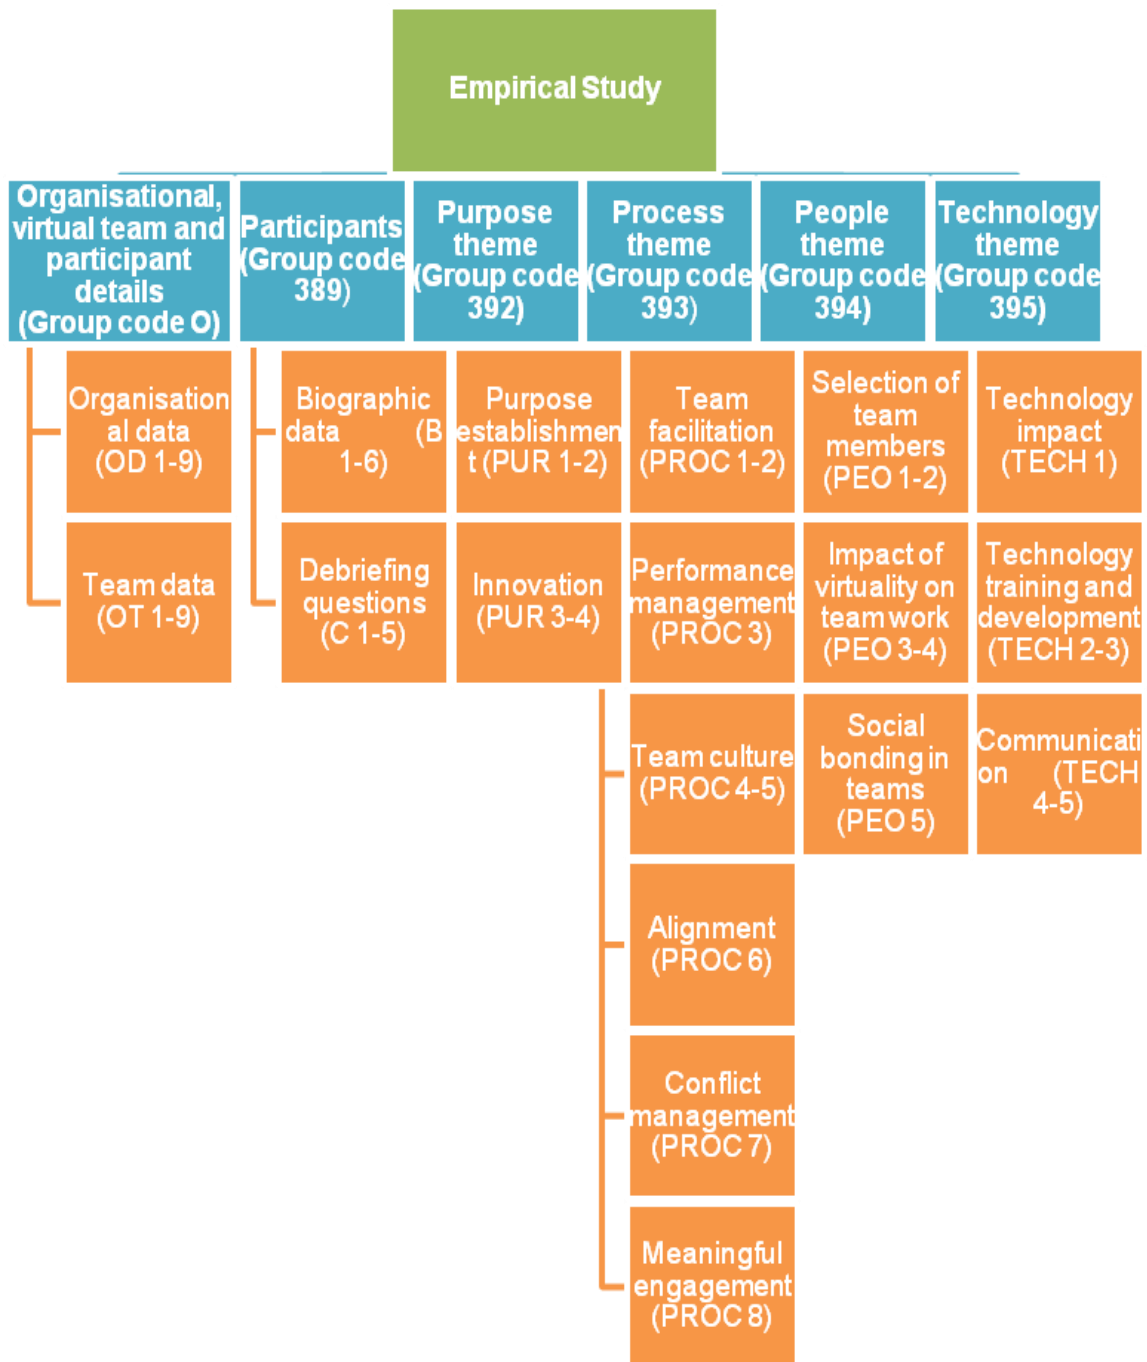 Empirical Study
Organisational,
virtual team and
participant
details
(Group code O)
Participants
(Group code
389)
Purpose
theme
(Group code
392)
Process
theme
(Group code
393)
People
theme
(Group code
394)
Technology
theme
(Group code
395)
Organisation
al data
(OD 1-9)
Team data
(OT 1-9)
Biographic
data (B
1-6)
Debriefing
questions
(C 1-5)
Purpose
establishmen
t (PUR 1-2)
Innovation
(PUR 3-4)
Team
facilitation
(PROC 1-2)
Performance
management
(PROC 3)
Team culture
(PROC 4-5)
Alignment
(PROC 6)
Conflict
management
(PROC 7)
Meaningful
engagement
(PROC 8)
Selection of
team
members
(PEO 1-2)
Impact of
virtuality on
team work
(PEO 3-4)
Social
bonding in
teams
(PEO 5)
Technology
impact
(TECH 1)
Technology
training and
development
(TECH 2-3)
Communicati
on (TECH
4-5)